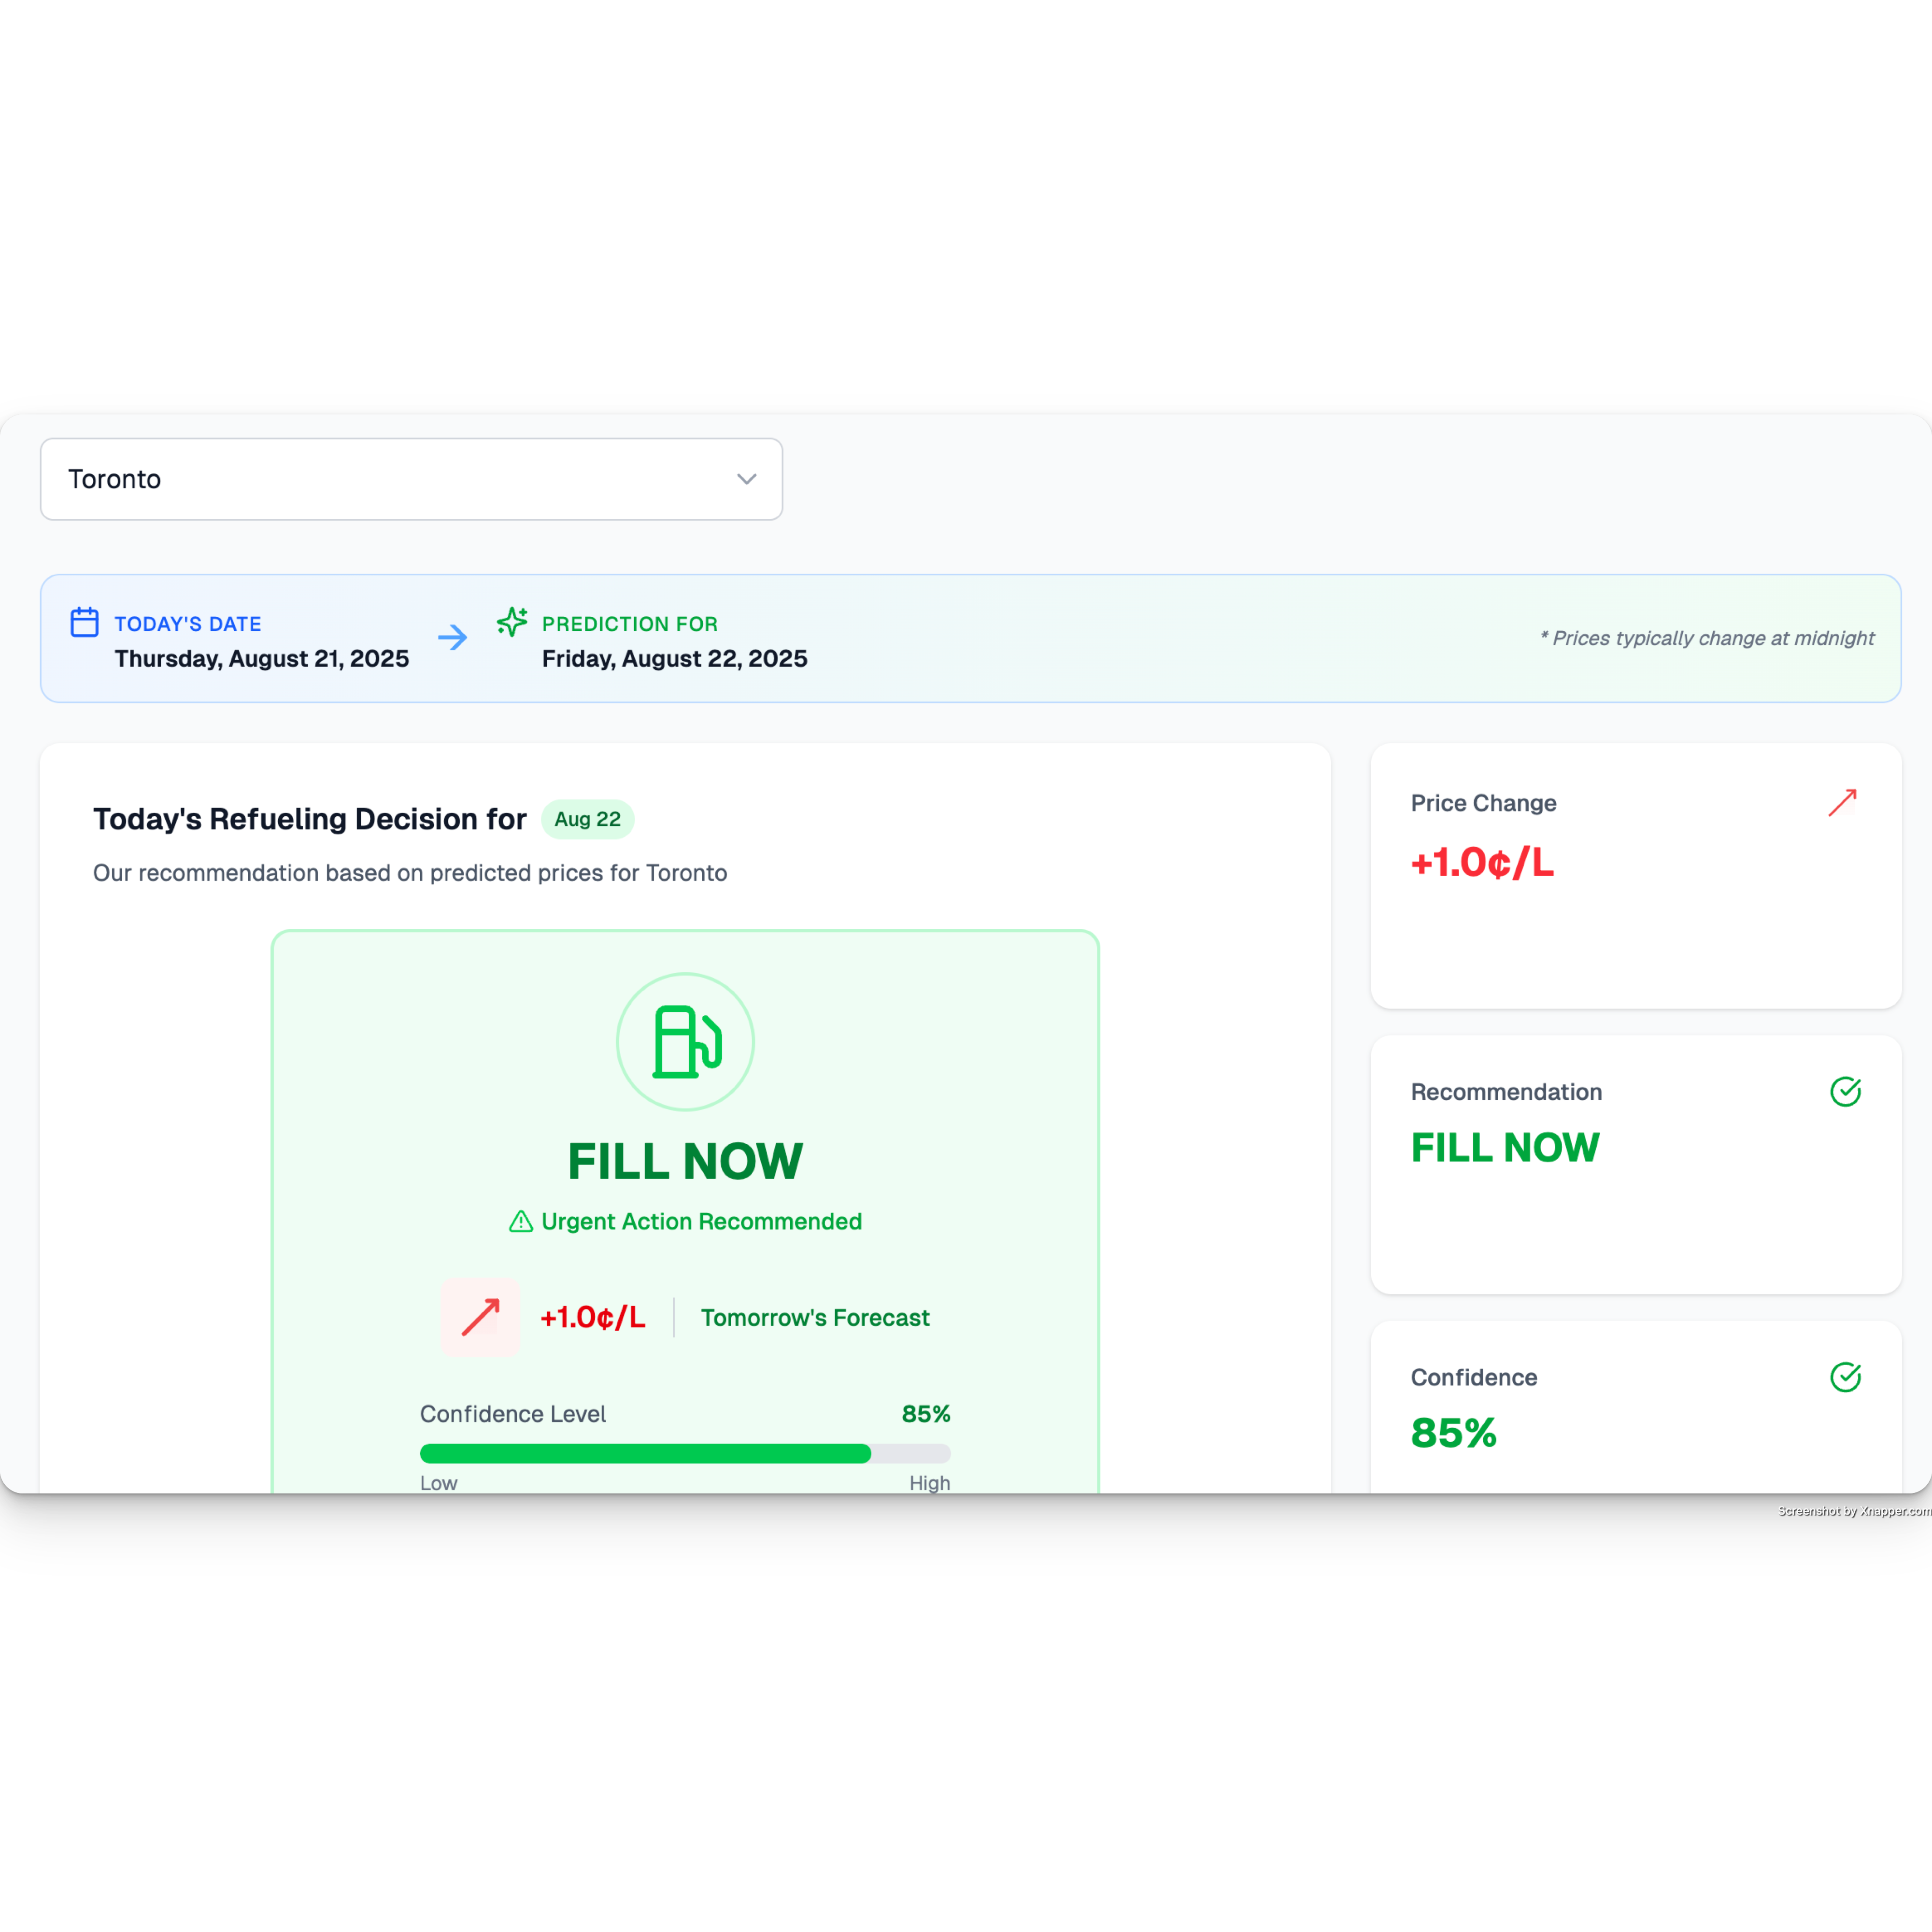 Toronto
TODAY'S DATE
Thursday, August 21, 2025
PREDICTION FOR
Friday, August 22, 2025
* Prices typically change at midnight
Today's Refueling Decision for Aug 22
Our recommendation based on predicted prices for Toronto
FILL NOW
Urgent Action Recommended
+1.0¢/L Tomorrow's Forecast
Confidence Level 85%
Low High
Price Change
+1.0¢/L
Recommendation
FILL NOW
Confidence
85%
Screenshot by Xnapper.com